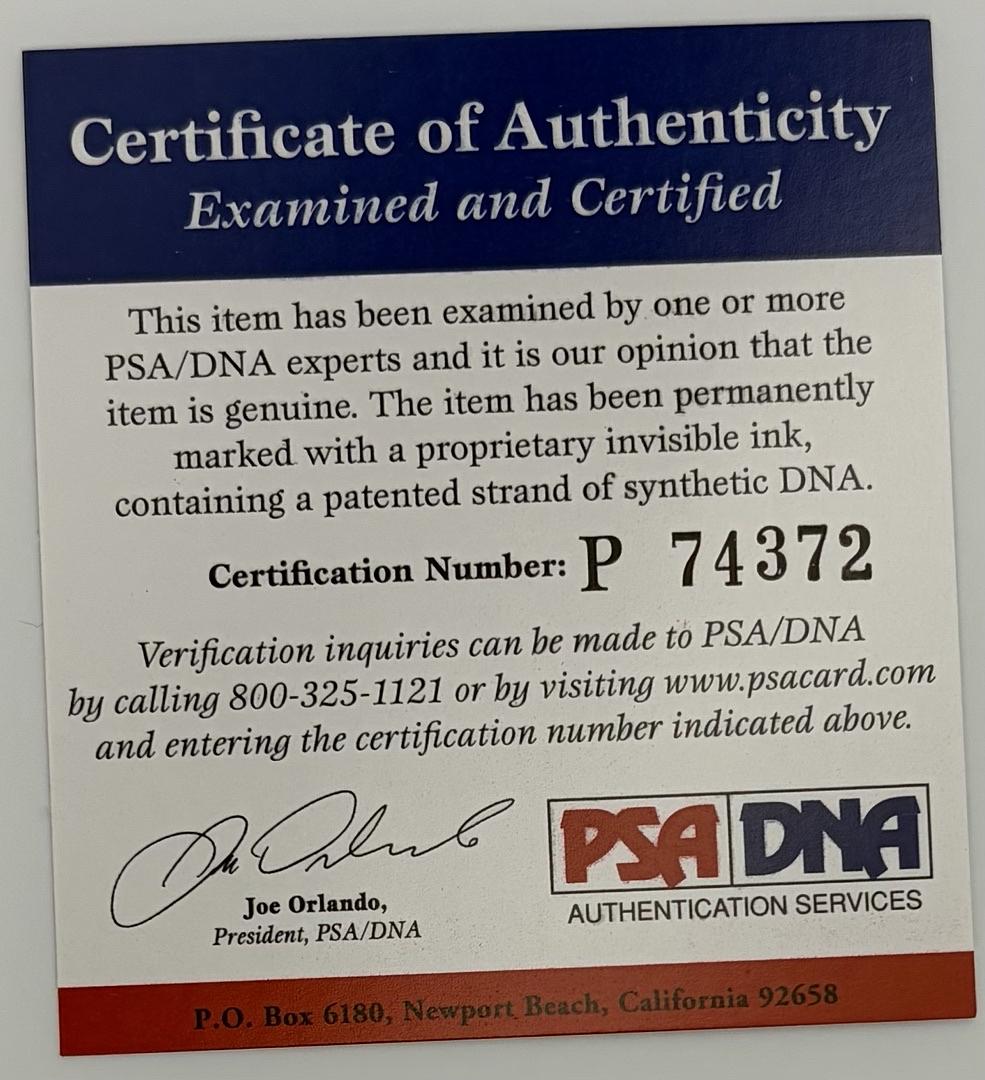 Certificate of Authenticity
Examined and Certified
This item has been examined by one or more
PSA/DNA experts and it is our opinion that the
item is genuine. The item has been permanently
marked with a proprietary invisible ink,
containing a patented strand of synthetic DNA.
Certification Number: P 74372
Verification inquiries can be made to PSA/DNA
by calling 800-325-1121 or by visiting www.psacard.com
and entering the certification number indicated above.
Joe Orlando,
President, PSA/DNA
PSA DNA
AUTHENTICATION SERVICES
P.O. Box 6180, Newport Beach, California 92658